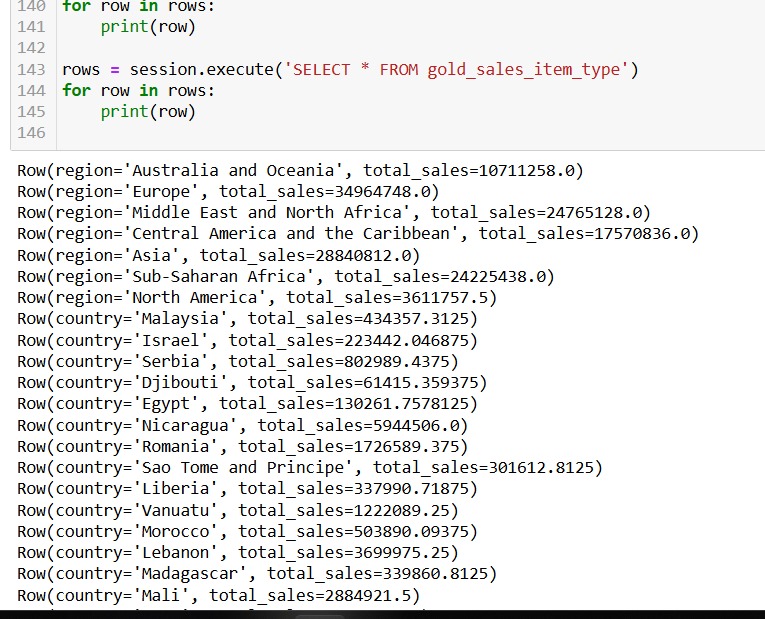 140 for row in rows:
141     print(row)
142
143 rows = session.execute('SELECT * FROM gold_sales_item_type')
144 for row in rows:
145     print(row)
146
Row(region='Australia and Oceania', total_sales=10711258.0)
Row(region='Europe', total_sales=34964748.0)
Row(region='Middle East and North Africa', total_sales=24765128.0)
Row(region='Central America and the Caribbean', total_sales=17570836.0)
Row(region='Asia', total_sales=28840812.0)
Row(region='Sub-Saharan Africa', total_sales=24225438.0)
Row(region='North America', total_sales=3611757.5)
Row(country='Malaysia', total_sales=434357.3125)
Row(country='Israel', total_sales=223442.046875)
Row(country='Serbia', total_sales=802989.4375)
Row(country='Djibouti', total_sales=61415.359375)
Row(country='Egypt', total_sales=130261.7578125)
Row(country='Nicaragua', total_sales=5944506.0)
Row(country='Romania', total_sales=1726589.375)
Row(country='Sao Tome and Principe', total_sales=301612.8125)
Row(country='Liberia', total_sales=337990.71875)
Row(country='Vanuatu', total_sales=1222089.25)
Row(country='Morocco', total_sales=503890.09375)
Row(country='Lebanon', total_sales=3699975.25)
Row(country='Madagascar', total_sales=339860.8125)
Row(country='Mali', total_sales=2884921.5)